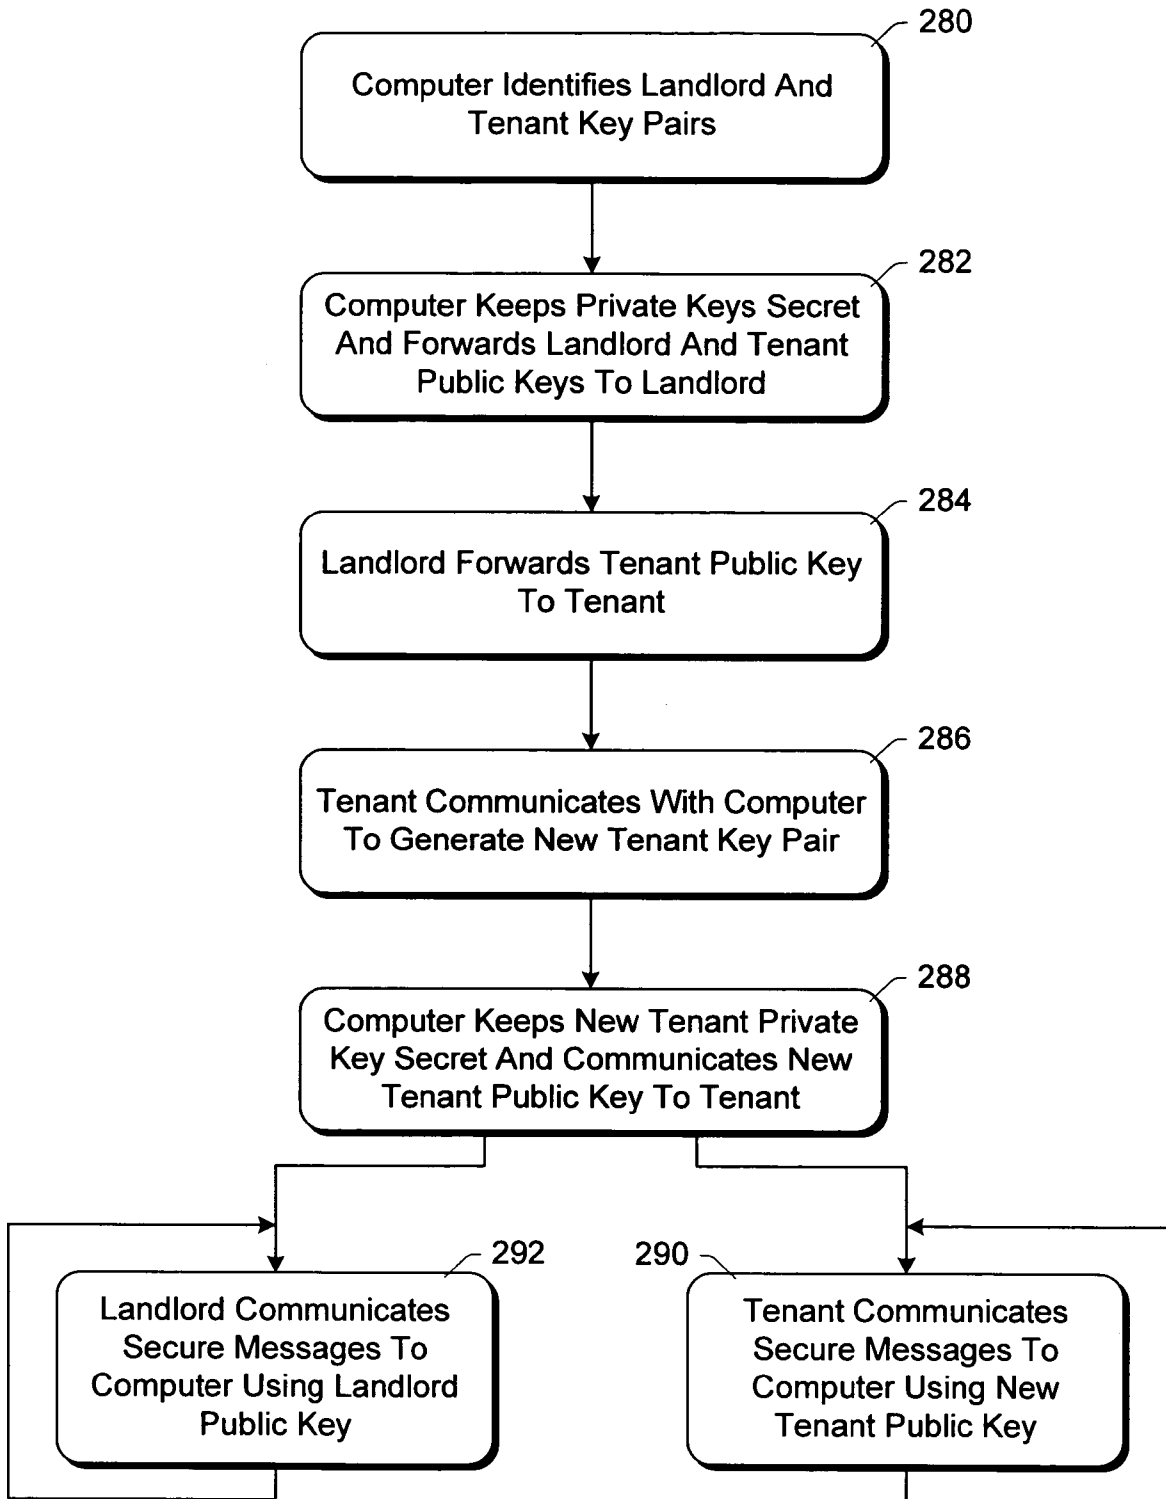 280
Computer Identifies Landlord And
Tenant Key Pairs
282
Computer Keeps Private Keys Secret
And Forwards Landlord And Tenant
Public Keys To Landlord
284
Landlord Forwards Tenant Public Key
To Tenant
286
Tenant Communicates With Computer
To Generate New Tenant Key Pair
288
Computer Keeps New Tenant Private
Key Secret And Communicates New
Tenant Public Key To Tenant
292
Landlord Communicates
Secure Messages To
Computer Using Landlord
Public Key
290
Tenant Communicates
Secure Messages To
Computer Using New
Tenant Public Key